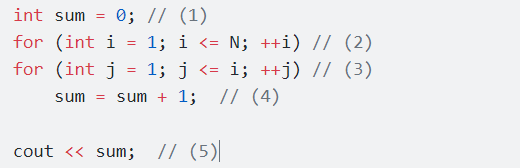 int sum = 0; // (1)
for (int i = 1; i <= N; ++i) // (2)
for (int j = 1; j <= i; ++j) // (3)
    sum = sum + 1;  // (4)

cout << sum;  // (5)